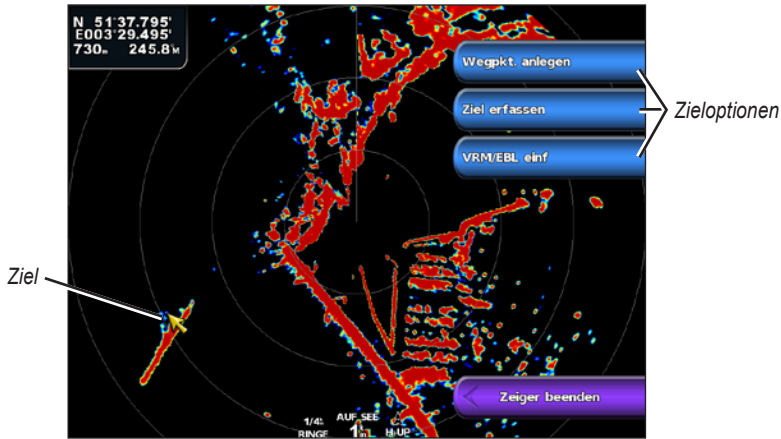 N 51°37.795'
E003°29.495'
730m 245.8°M
Wegpkt. anlegen
Ziel erfassen
Zieloptionen
VRM/EBL einf
Ziel
Zeiger beenden
AUF SEE
1/4
RINGE
1
H-UP